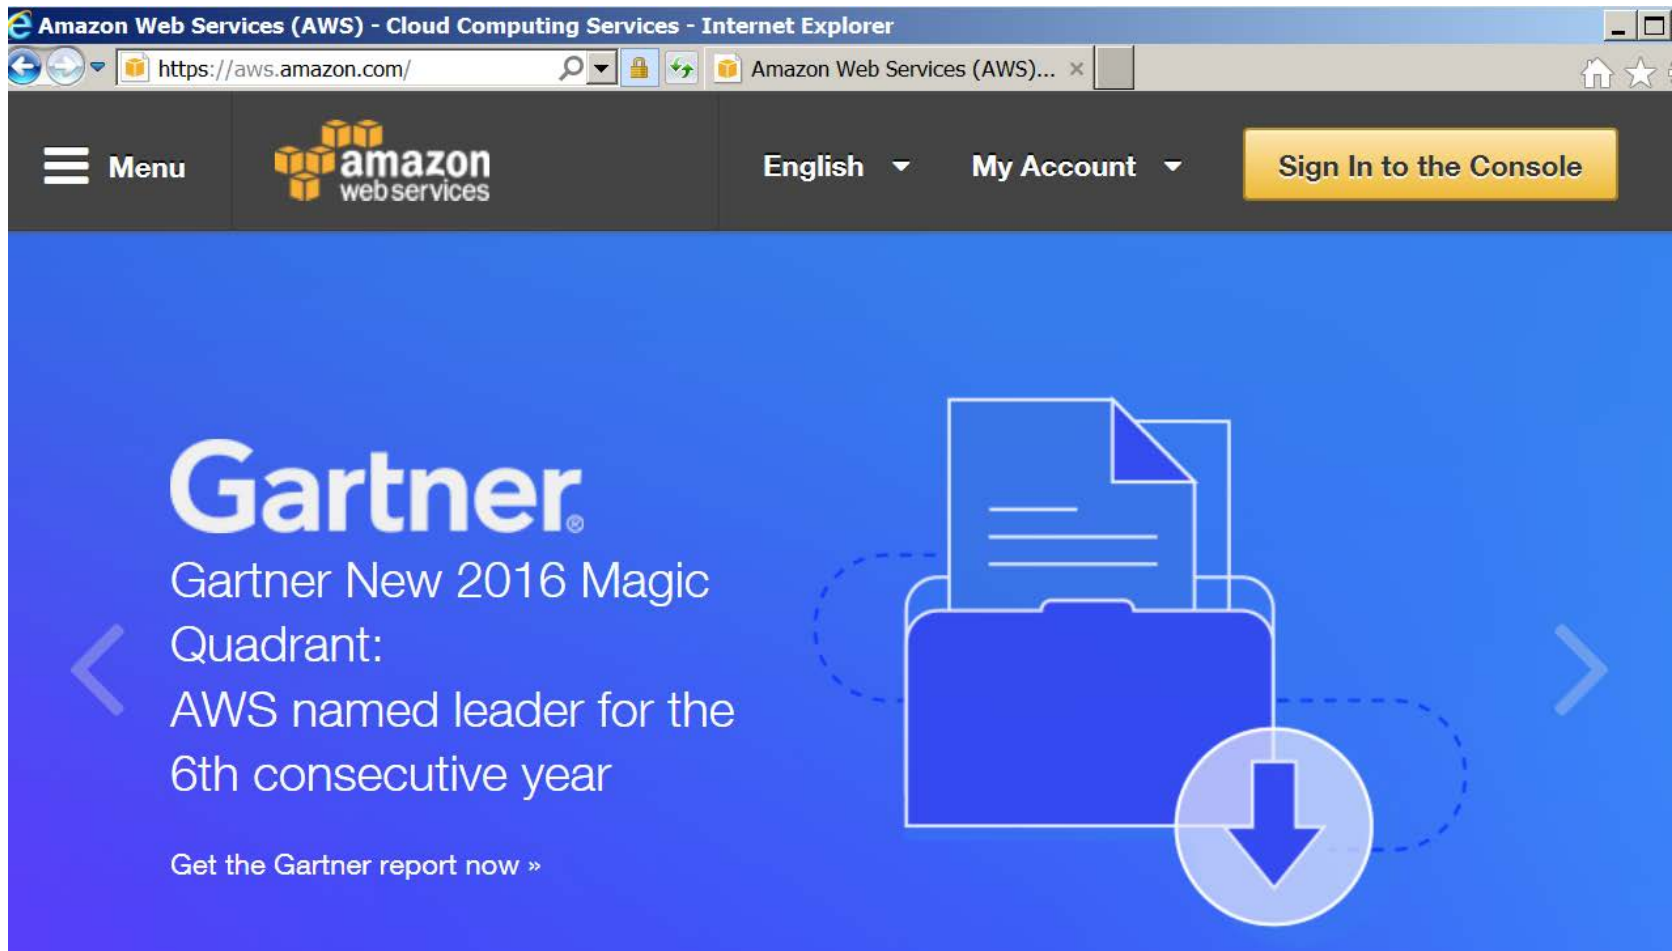 Amazon Web Services (AWS) - Cloud Computing Services - Internet Explorer
https://aws.amazon.com/
Amazon Web Services (AWS)...
Menu
amazon
web services
English
My Account
Sign In to the Console
Gartner®
Gartner New 2016 Magic
Quadrant:
AWS named leader for the
6th consecutive year
Get the Gartner report now »